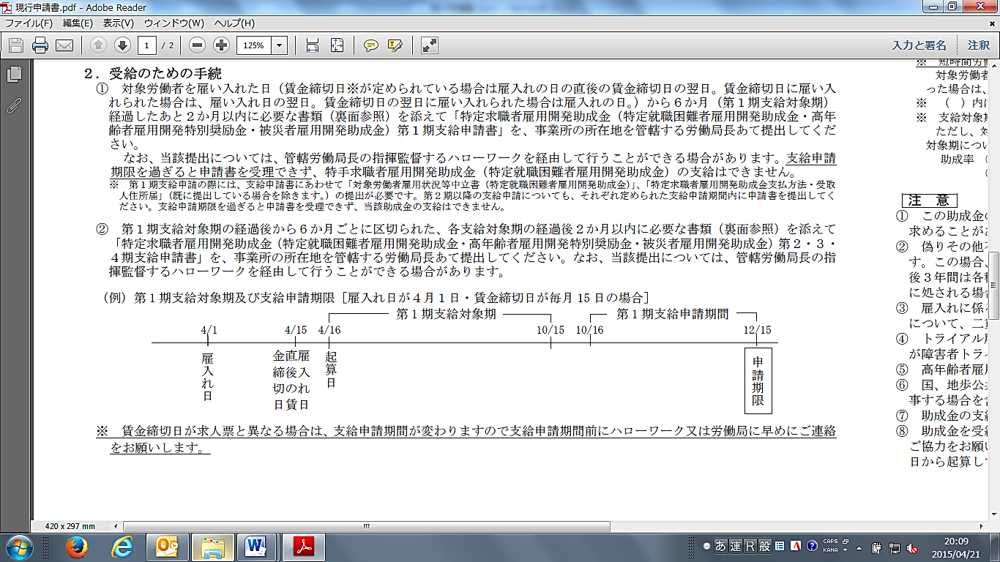 現行申請書.pdf - Adobe Reader
ファイル(F) 編集(E) 表示(V) ウィンドウ(W) ヘルプ(H)
1 / 2 125% 入力と署名 注釈
２．受給のための手続
① 対象労働者を雇い入れた日（賃金締切日※が定められている場合は雇入れの日の直後の賃金締切日の翌日。賃金締切日に雇い入
れられた場合は、雇い入れ日の翌日。賃金締切日の翌日に雇い入れられた場合は雇入れの日。）から６か月（第１期支給対象期）
経過したあと２か月以内に必要な書類（裏面参照）を添えて「特定求職者雇用開発助成金（特定就職困難者雇用開発助成金・高年
齢者雇用開発特別奨励金・被災者雇用開発助成金）第１期支給申請書」を、事業所の所在地を管轄する労働局長あて提出してくだ
さい。
なお、当該提出については、管轄労働局長の指揮監督するハローワークを経由して行うことができる場合があります。支給申請
期限を過ぎると申請書を受理できず、特手求職者雇用開発助成金（特定就職困難者雇用開発助成金）の支給はできません。
※ 第１期支給申請の際には、支給申請書にあわせて「対象労働者雇用状況等申立書（特定就職困難者雇用開発助成金）」、「特定求職者雇用開発助成金支払方法・受取
人住所届」（既に提出している場合を除きます。）の提出が必要です。第２期以降の支給申請についても、それぞれ定められた支給申請期間内に申請書を提出してく
ださい。支給申請期限を過ぎると申請書を受理できず、当該助成金の支給はできません。
② 第１期支給対象期の経過後から６か月ごとに区切られた、各支給対象期の経過後２か月以内に必要な書類（裏面参照）を添えて
「特定求職者雇用開発助成金（特定就職困難者雇用開発助成金・高年齢者雇用開発特別奨励金・被災者雇用開発助成金）第２・３・
４期支給申請書」を、事業所の所在地を管轄する労働局長あて提出してください。なお、当該提出については、管轄労働局長の指
揮監督するハローワークを経由して行うことができる場合があります。
（例）第１期支給対象期及び支給申請期限［雇入れ日が４月１日・賃金締切日が毎月 15 日の場合］
第１期支給対象期 第１期支給申請期間
4/1 4/15 4/16 10/15 10/16 12/15
雇入れ日
雇入れ日
直後の賃
金締切日
起算日
申請期限
※ 賃金締切日が求人票と異なる場合は、支給申請期間が変わりますので支給申請期間前にハローワーク又は労働局に早めにご連絡
をお願いします。
※ 短時間労
対象労働者
った場合は、
※ （ ）内に
※ 支給対象期
ただし、対
対象期につい
助成率（
注 意
① この助成金の
求めることがあ
② 偽りその他不
す。この場合、
後３年間は各種
に処される場合
③ 雇入れに係る
について、二重
④ トライアル雇
が障害者トライ
⑤ 高年齢者雇用
⑥ 国、地歩公共
事する場合を含
⑦ 助成金の支給
⑧ 助成金を受給
ご協力をお願い
日から起算して
420 x 297 mm
あ 連 R 般 A CAPS KANA
20:09
2015/04/21